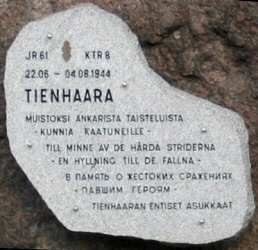 JR 61 KTR 8
22.06 - 04.08.1944
TIENHAARA
MUISTOKSI ANKARISTA TAISTELUISTA
- KUNNIA KAATUNEILLE -
TILL MINNE AV DE HÅRDA STRIDERNA
- EN HYLLNING TILL DE FALLNA -
В ПАМЯТЬ О ЖЕСТОКИХ СРАЖЕНИЯХ
- ПАВШИМ ГЕРОЯМ -
TIENHAARAN ENTISET ASUKKAAT